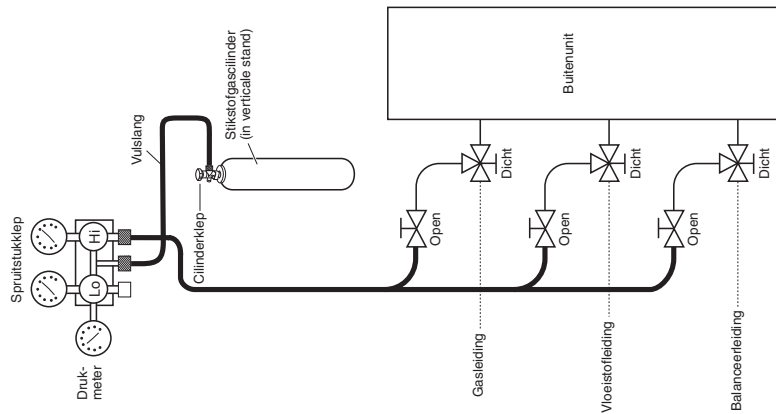 Spruitstukklep
Druk-
meter
Lo
Hi
Vulslang
Cilinderklep
Stikstofgascilinder
(in verticale stand)
Buitenunit
Open
Dicht
Gasleiding
Open
Dicht
Vloeistofleiding
Open
Dicht
Balanceerleiding